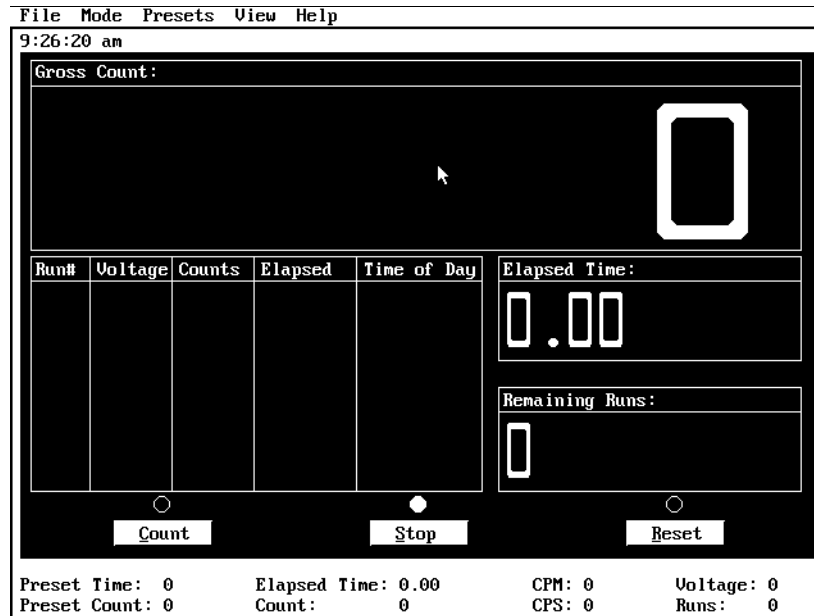 File Mode Presets View Help
9:26:20 am
Gross Count:
0
Run# Voltage Counts Elapsed Time of Day
Elapsed Time:
0.00
Remaining Runs:
0
Count Stop Reset
Preset Time: 0 Elapsed Time: 0.00 CPM: 0 Voltage: 0
Preset Count: 0 Count: 0 CPS: 0 Runs: 0